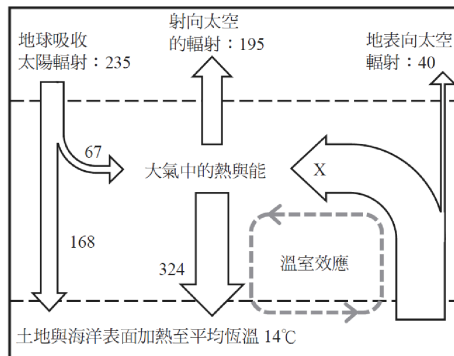 地球吸收
太陽輻射：235
射向太空
的輻射：195
地表向太空
輻射：40
67
大氣中的熱與能
X
168
324
溫室效應
土地與海洋表面加熱至平均恆溫 14℃